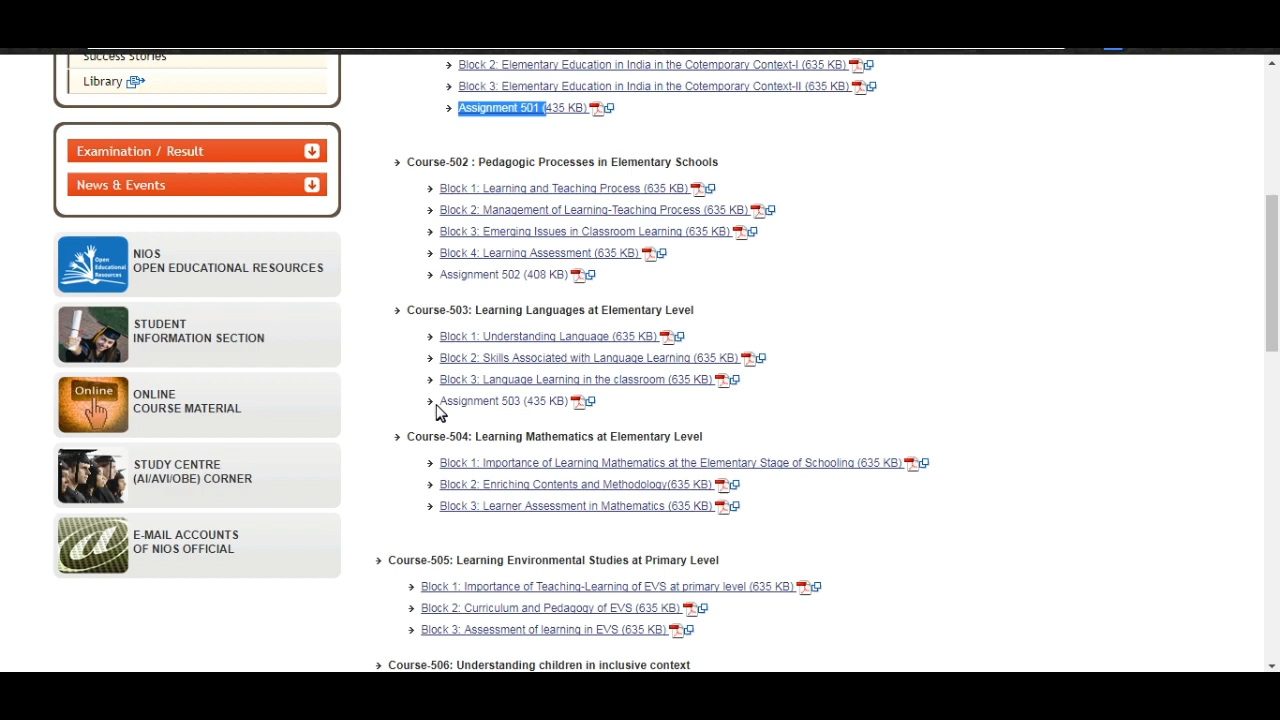 Success Stories
Library
Examination / Result
News & Events
NIOS
OPEN EDUCATIONAL RESOURCES
Open
Educational
Resources
STUDENT
INFORMATION SECTION
Online
ONLINE
COURSE MATERIAL
STUDY CENTRE
(AI/AVI/OBE) CORNER
E-MAIL ACCOUNTS
OF NIOS OFFICIAL
Block 2: Elementary Education in India in the Cotemporary Context-I (635 KB)
Block 3: Elementary Education in India in the Cotemporary Context-II (635 KB)
Assignment 501 (435 KB)
Course-502 : Pedagogic Processes in Elementary Schools
Block 1: Learning and Teaching Process (635 KB)
Block 2: Management of Learning-Teaching Process (635 KB)
Block 3: Emerging Issues in Classroom Learning (635 KB)
Block 4: Learning Assessment (635 KB)
Assignment 502 (408 KB)
Course-503: Learning Languages at Elementary Level
Block 1: Understanding Language (635 KB)
Block 2: Skills Associated with Language Learning (635 KB)
Block 3: Language Learning in the classroom (635 KB)
Assignment 503 (435 KB)
Course-504: Learning Mathematics at Elementary Level
Block 1: Importance of Learning Mathematics at the Elementary Stage of Schooling (635 KB)
Block 2: Enriching Contents and Methodology(635 KB)
Block 3: Learner Assessment in Mathematics (635 KB)
Course-505: Learning Environmental Studies at Primary Level
Block 1: Importance of Teaching-Learning of EVS at primary level (635 KB)
Block 2: Curriculum and Pedagogy of EVS (635 KB)
Block 3: Assessment of learning in EVS (635 KB)
Course-506: Understanding children in inclusive context